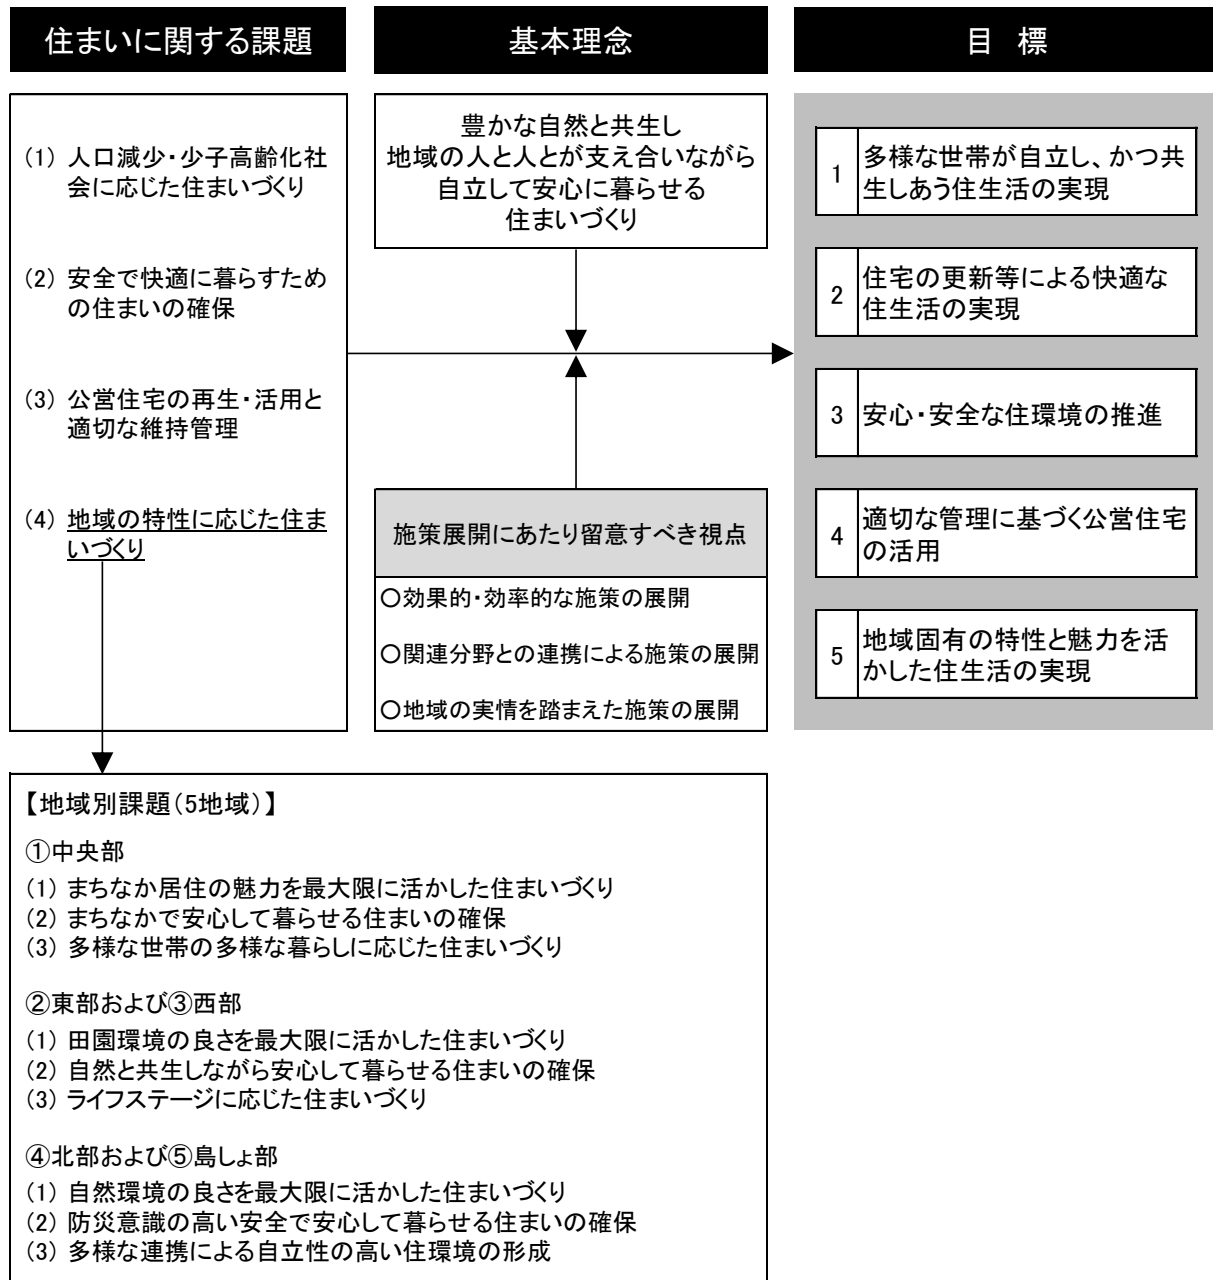 住まいに関する課題
(1) 人口減少・少子高齢化社
会に応じた住まいづくり
(2) 安全で快適に暮らすため
の住まいの確保
(3) 公営住宅の再生・活用と
適切な維持管理
(4) 地域の特性に応じた住ま
いづくり
基本理念
豊かな自然と共生し
地域の人と人とが支え合いながら
自立して安心に暮らせる
住まいづくり
施策展開にあたり留意すべき視点
○効果的・効率的な施策の展開
○関連分野との連携による施策の展開
○地域の実情を踏まえた施策の展開
目 標
1 多様な世帯が自立し、かつ共
生しあう住生活の実現
2 住宅の更新等による快適な
住生活の実現
3 安心・安全な住環境の推進
4 適切な管理に基づく公営住宅
の活用
5 地域固有の特性と魅力を活
かした住生活の実現
【地域別課題(5地域)】
①中央部
(1) まちなか居住の魅力を最大限に活かした住まいづくり
(2) まちなかで安心して暮らせる住まいの確保
(3) 多様な世帯の多様な暮らしに応じた住まいづくり
②東部および③西部
(1) 田園環境の良さを最大限に活かした住まいづくり
(2) 自然と共生しながら安心して暮らせる住まいの確保
(3) ライフステージに応じた住まいづくり
④北部および⑤島しょ部
(1) 自然環境の良さを最大限に活かした住まいづくり
(2) 防災意識の高い安全で安心して暮らせる住まいの確保
(3) 多様な連携による自立性の高い住環境の形成